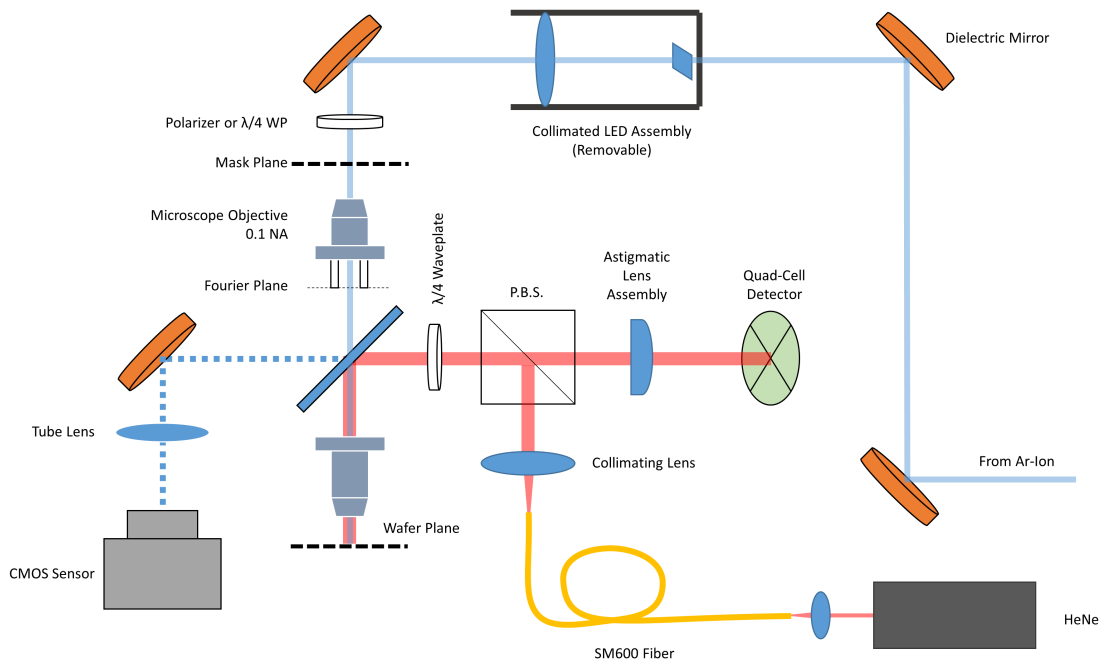 Dielectric Mirror
Polarizer or λ/4 WP
Collimated LED Assembly
(Removable)
Mask Plane
Microscope Objective
0.1 NA
λ/4 Waveplate
Fourier Plane
Astigmatic
Lens
Assembly
Quad-Cell
Detector
P.B.S.
Tube Lens
Collimating Lens
From Ar-Ion
Wafer Plane
CMOS Sensor
HeNe
SM600 Fiber